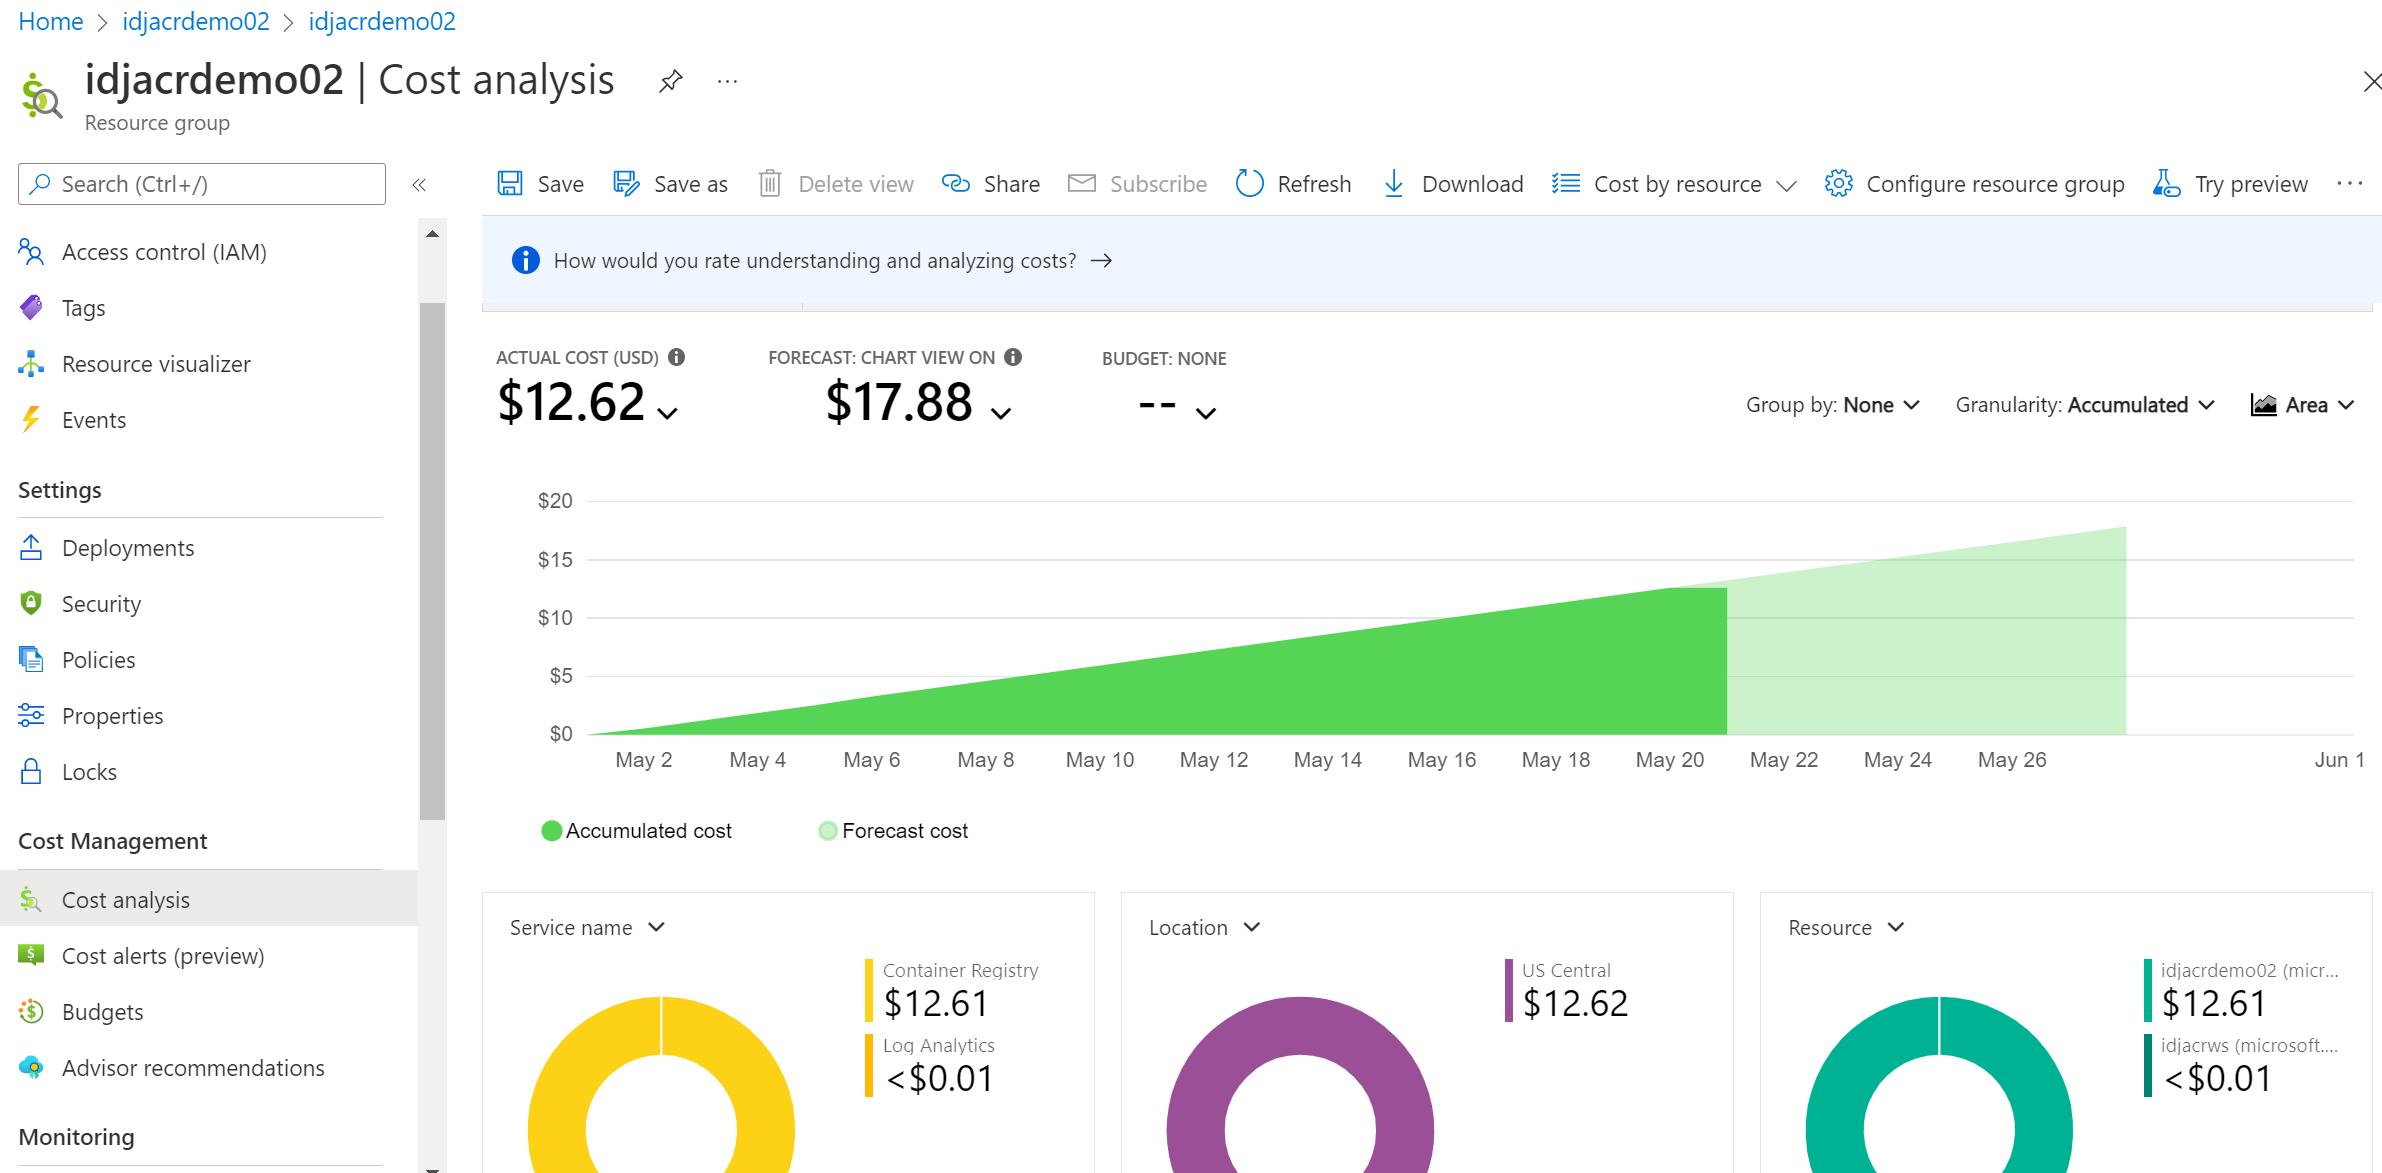 Home > idjacrdemo02 > idjacrdemo02
idjacrdemo02 | Cost analysis
Resource group
Search (Ctrl+/)
Access control (IAM)
Tags
Resource visualizer
Events
Settings
Deployments
Security
Policies
Properties
Locks
Cost Management
Cost analysis
Cost alerts (preview)
Budgets
Advisor recommendations
Monitoring
Save Save as Delete view Share Subscribe Refresh Download Cost by resource Configure resource group Try preview ...
How would you rate understanding and analyzing costs? →
ACTUAL COST (USD) FORECAST: CHART VIEW ON BUDGET: NONE
$12.62 $17.88 --
Group by: None Granularity: Accumulated Area
$20
$15
$10
$5
$0
May 2 May 4 May 6 May 8 May 10 May 12 May 14 May 16 May 18 May 20 May 22 May 24 May 26 Jun 1
Accumulated cost Forecast cost
Service name
Container Registry
$12.61
Log Analytics
<$0.01
Location
US Central
$12.62
Resource
idjacrdemo02 (micr...
$12.61
idjacrws (microsoft....
<$0.01